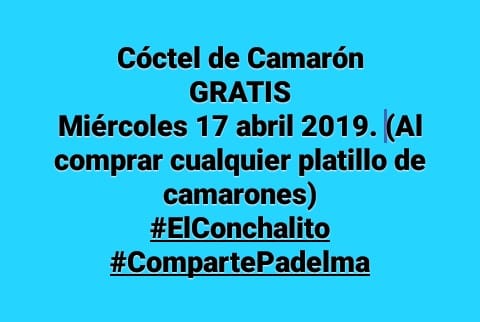 Cóctel de Camarón
GRATIS
Miércoles 17 abril 2019. (Al
comprar cualquier platillo de
camarones)
#ElConchalito
#CompartePadelma